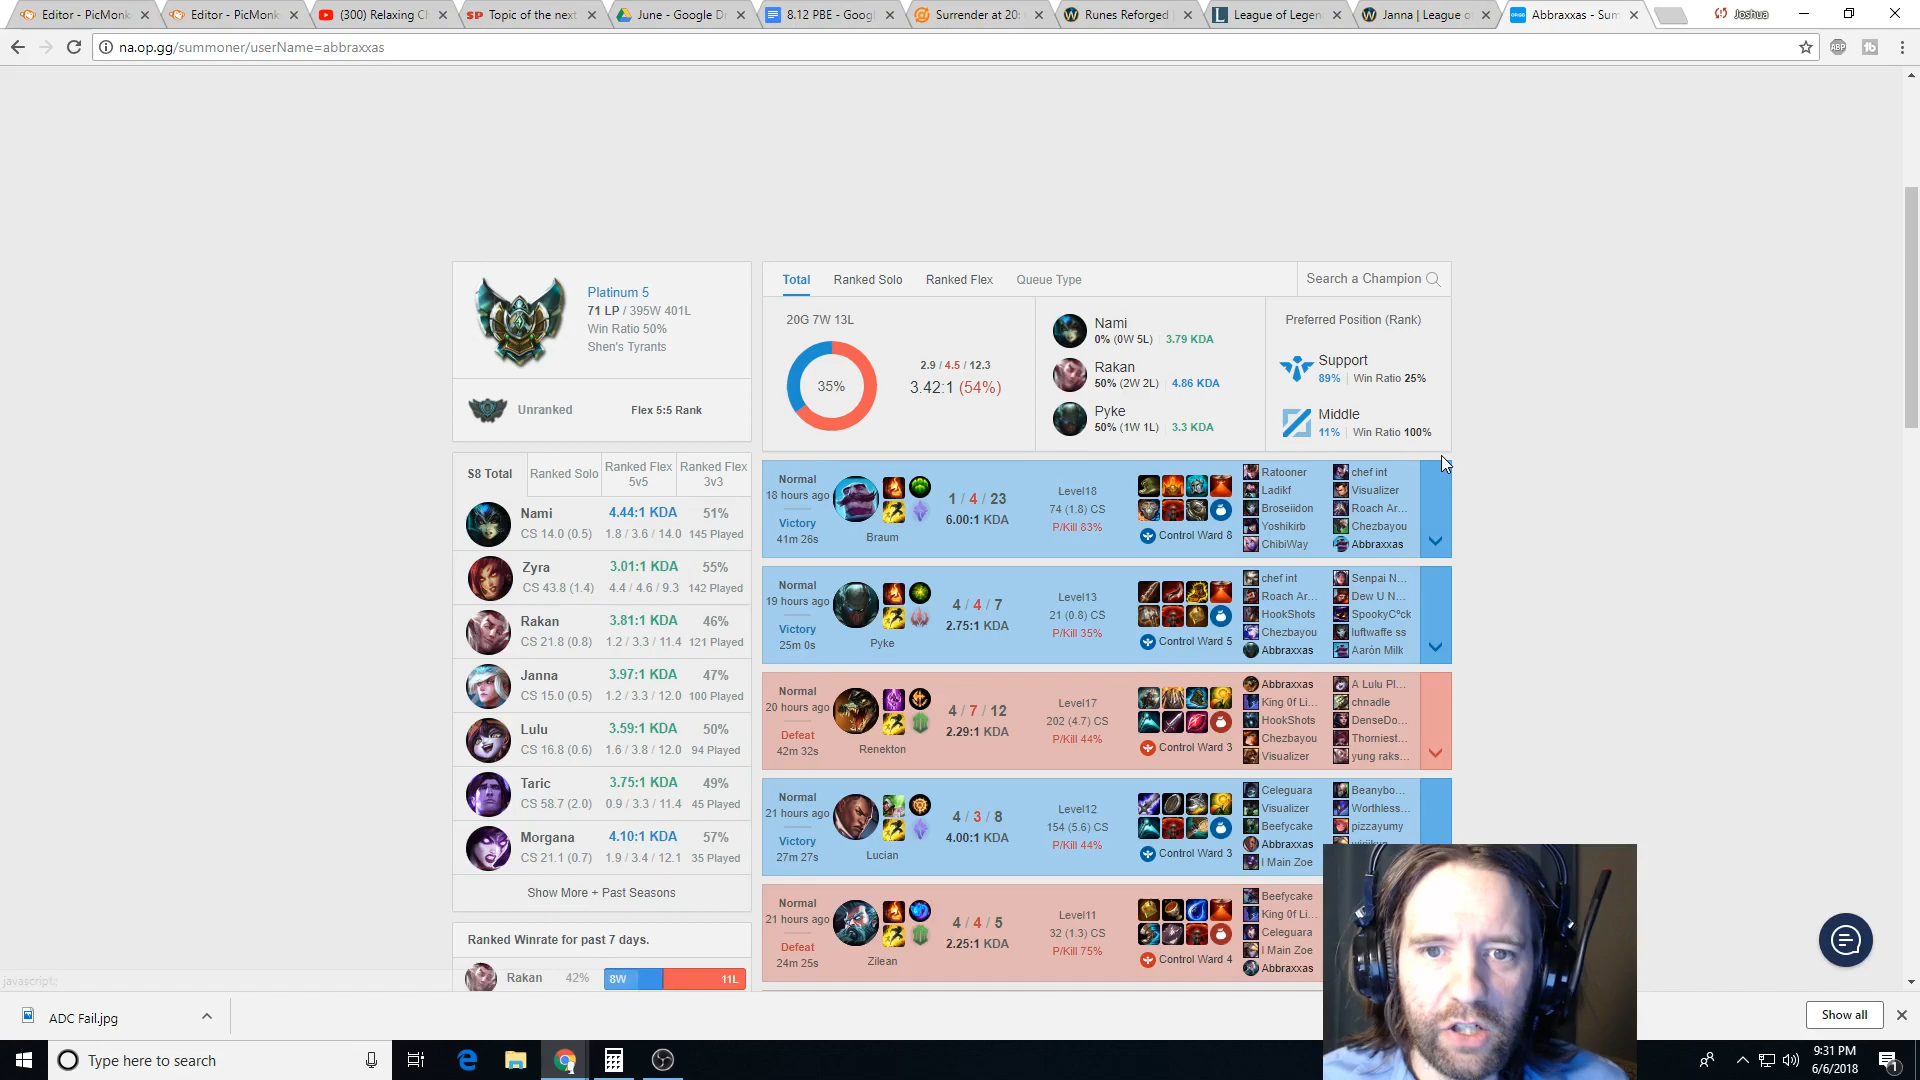 Editor - PicMonk
Editor - PicMonk
(300) Relaxing Ch
Topic of the next
June - Google Dr
8.12 PBE - Googl
Surrender at 20:
Runes Reforged
League of Legen
Janna | League o
Abbraxxas - Sum
Joshua
na.op.gg/summoner/userName=abbraxxas
Platinum 5
71 LP / 395W 401L
Win Ratio 50%
Shen's Tyrants
Unranked
Flex 5:5 Rank
Total
Ranked Solo
Ranked Flex
Queue Type
Search a Champion
20G 7W 13L
35%
2.9 / 4.5 / 12.3
3.42:1 (54%)
Nami
0% (0W 5L) 3.79 KDA
Rakan
50% (2W 2L) 4.86 KDA
Pyke
50% (1W 1L) 3.3 KDA
Preferred Position (Rank)
Support
89% Win Ratio 25%
Middle
11% Win Ratio 100%
S8 Total
Ranked Solo
Ranked Flex 5v5
Ranked Flex 3v3
Nami 4.44:1 KDA 51%
CS 14.0 (0.5) 1.8 / 3.6 / 14.0 145 Played
Zyra 3.01:1 KDA 55%
CS 43.8 (1.4) 4.4 / 4.6 / 9.3 142 Played
Rakan 3.81:1 KDA 46%
CS 21.8 (0.8) 1.2 / 3.3 / 11.4 121 Played
Janna 3.97:1 KDA 47%
CS 15.0 (0.5) 1.2 / 3.3 / 12.0 100 Played
Lulu 3.59:1 KDA 50%
CS 16.8 (0.6) 1.6 / 3.8 / 12.0 94 Played
Taric 3.75:1 KDA 49%
CS 58.7 (2.0) 0.9 / 3.3 / 11.4 45 Played
Morgana 4.10:1 KDA 57%
CS 21.1 (0.7) 1.9 / 3.4 / 12.1 35 Played
Show More + Past Seasons
Ranked Winrate for past 7 days.
Rakan 42% 8W 11L
Normal
18 hours ago
Victory
41m 26s
Braum
1 / 4 / 23
6.00:1 KDA
Level18
74 (1.8) CS
P/Kill 83%
Control Ward 8
Ratooner
Ladikf
Broseiidon
Yoshikirb
ChibiWay
chef int
Visualizer
Roach Ar...
Chezbayou
Abbraxxas
Normal
19 hours ago
Victory
25m 0s
Pyke
4 / 4 / 7
2.75:1 KDA
Level13
21 (0.8) CS
P/Kill 35%
Control Ward 5
chef int
Roach Ar...
HookShots
Chezbayou
Abbraxxas
Senpai N...
Dew U N...
SpookyC*ck
luftwaffe ss
Aarón Milk
Normal
20 hours ago
Defeat
42m 32s
Renekton
4 / 7 / 12
2.29:1 KDA
Level17
202 (4.7) CS
P/Kill 44%
Control Ward 3
Abbraxxas
King 0f Li...
HookShots
Chezbayou
Visualizer
A Lulu Pl...
chnadle
DenseDo...
Thorniest...
yung raks...
Normal
21 hours ago
Victory
27m 27s
Lucian
4 / 3 / 8
4.00:1 KDA
Level12
154 (5.6) CS
P/Kill 44%
Control Ward 3
Celeguara
Visualizer
Beefycake
Abbraxxas
I Main Zoe
Beanybo...
Worthless...
pizzayumy
Normal
21 hours ago
Defeat
24m 25s
Zilean
4 / 4 / 5
2.25:1 KDA
Level11
32 (1.3) CS
P/Kill 75%
Control Ward 4
Beefycake
King 0f Li...
Celeguara
I Main Zoe
Abbraxxas
javascript:;
ADC Fail.jpg
Show all
Type here to search
9:31 PM
6/6/2018
1